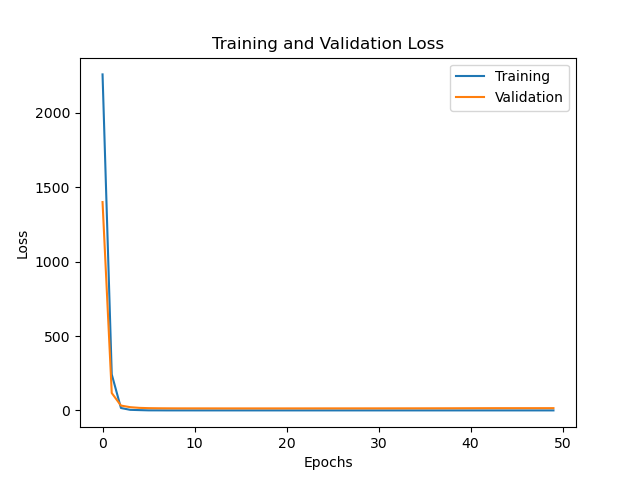 Training and Validation Loss
Training
Validation
Loss
2000
1500
1000
500
0
0 10 20 30 40 50
Epochs